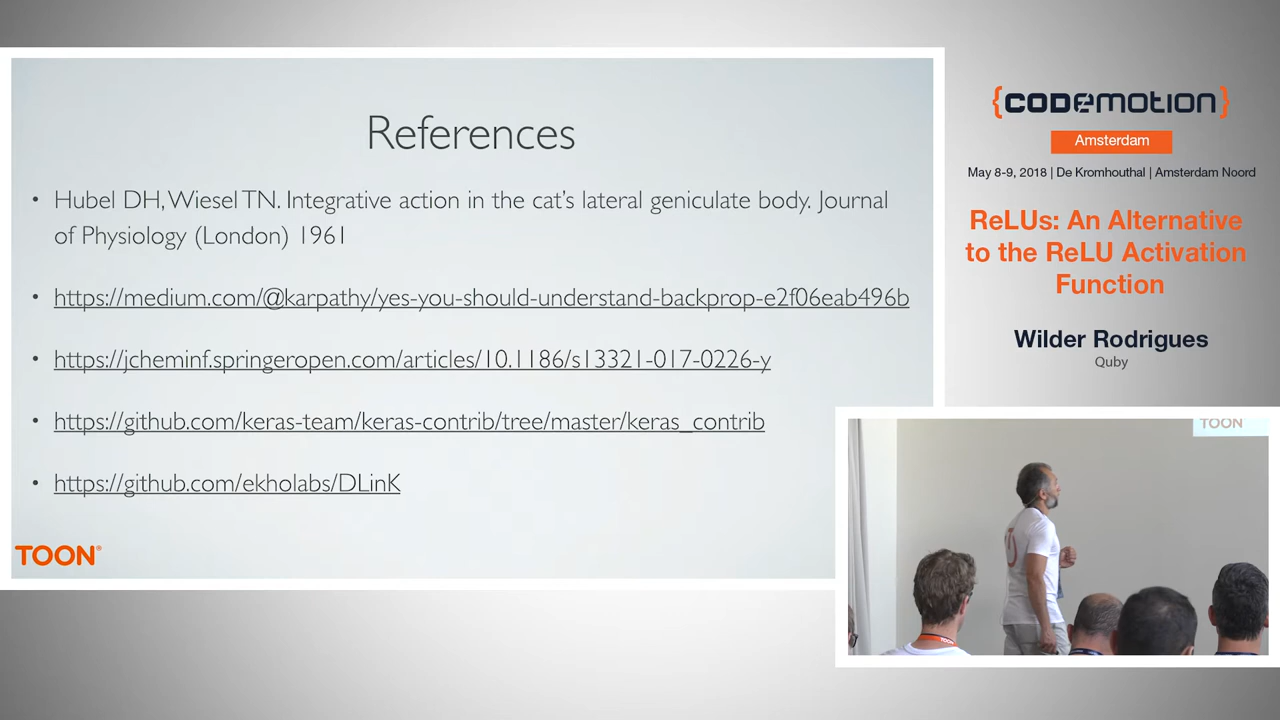 References
• Hubel DH, Wiesel TN. Integrative action in the cat's lateral geniculate body. Journal
of Physiology (London) 1961
• https://medium.com/@karpathy/yes-you-should-understand-backprop-e2f06eab496b
• https://jcheminf.springeropen.com/articles/10.1186/s13321-017-0226-y
• https://github.com/keras-team/keras-contrib/tree/master/keras_contrib
• https://github.com/ekholabs/DLinK
TOON®
{CODEMOTION}
Amsterdam
May 8-9, 2018 | De Kromhouthal | Amsterdam Noord
ReLUs: An Alternative
to the ReLU Activation
Function
Wilder Rodrigues
Quby
TOON